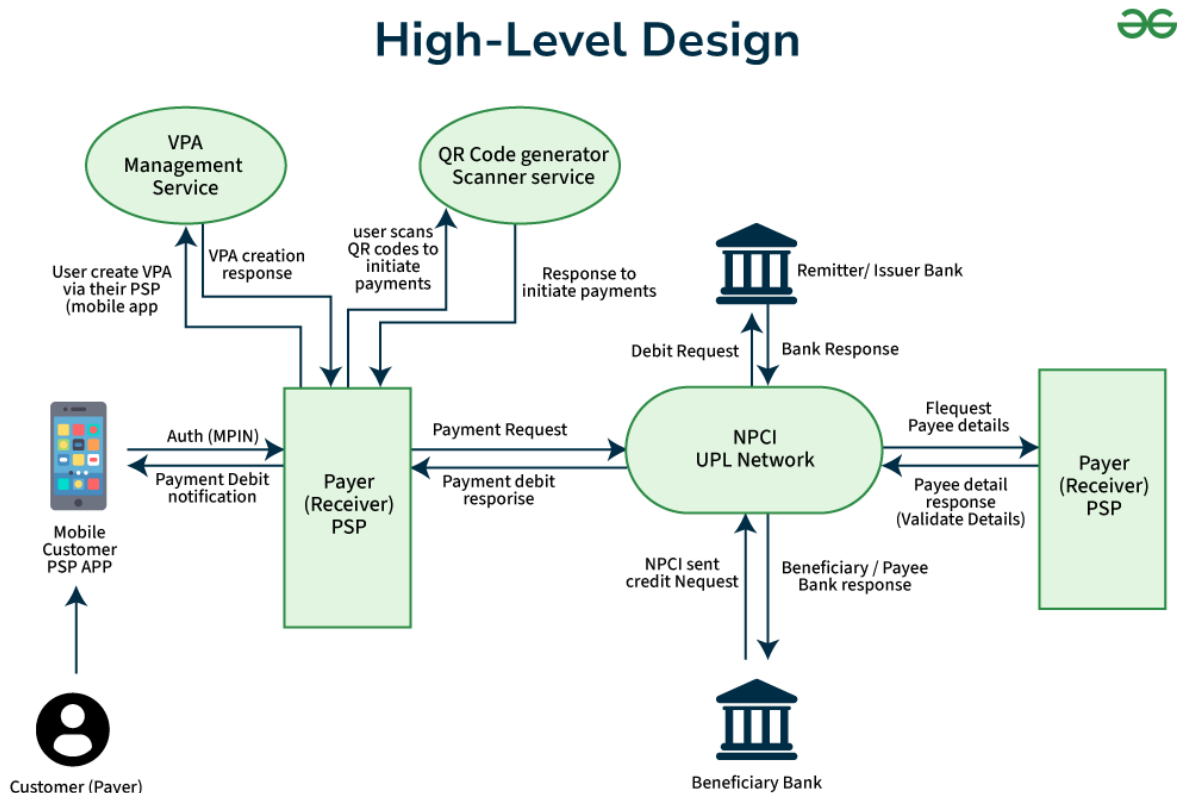 High-Level Design
VPA
Management
Service
QR Code generator
Scanner service
User create VPA
via their PSP
(mobile app
VPA creation
response
user scans
QR codes to
initiate
payments
Response to
initiate payments
Remitter/ Issuer Bank
Debit Request
Bank Response
Auth (MPIN)
Payment Debit
notification
Payer
(Receiver)
PSP
Payment Request
Payment debit
resporise
NPCI
UPL Network
Flequest
Payee details
Payee detail
response
(Validate Details)
Payer
(Receiver)
PSP
Mobile
Customer
PSP APP
NPCI sent
credit Nequest
Beneficiary / Payee
Bank response
Customer (Payer)
Beneficiary Bank